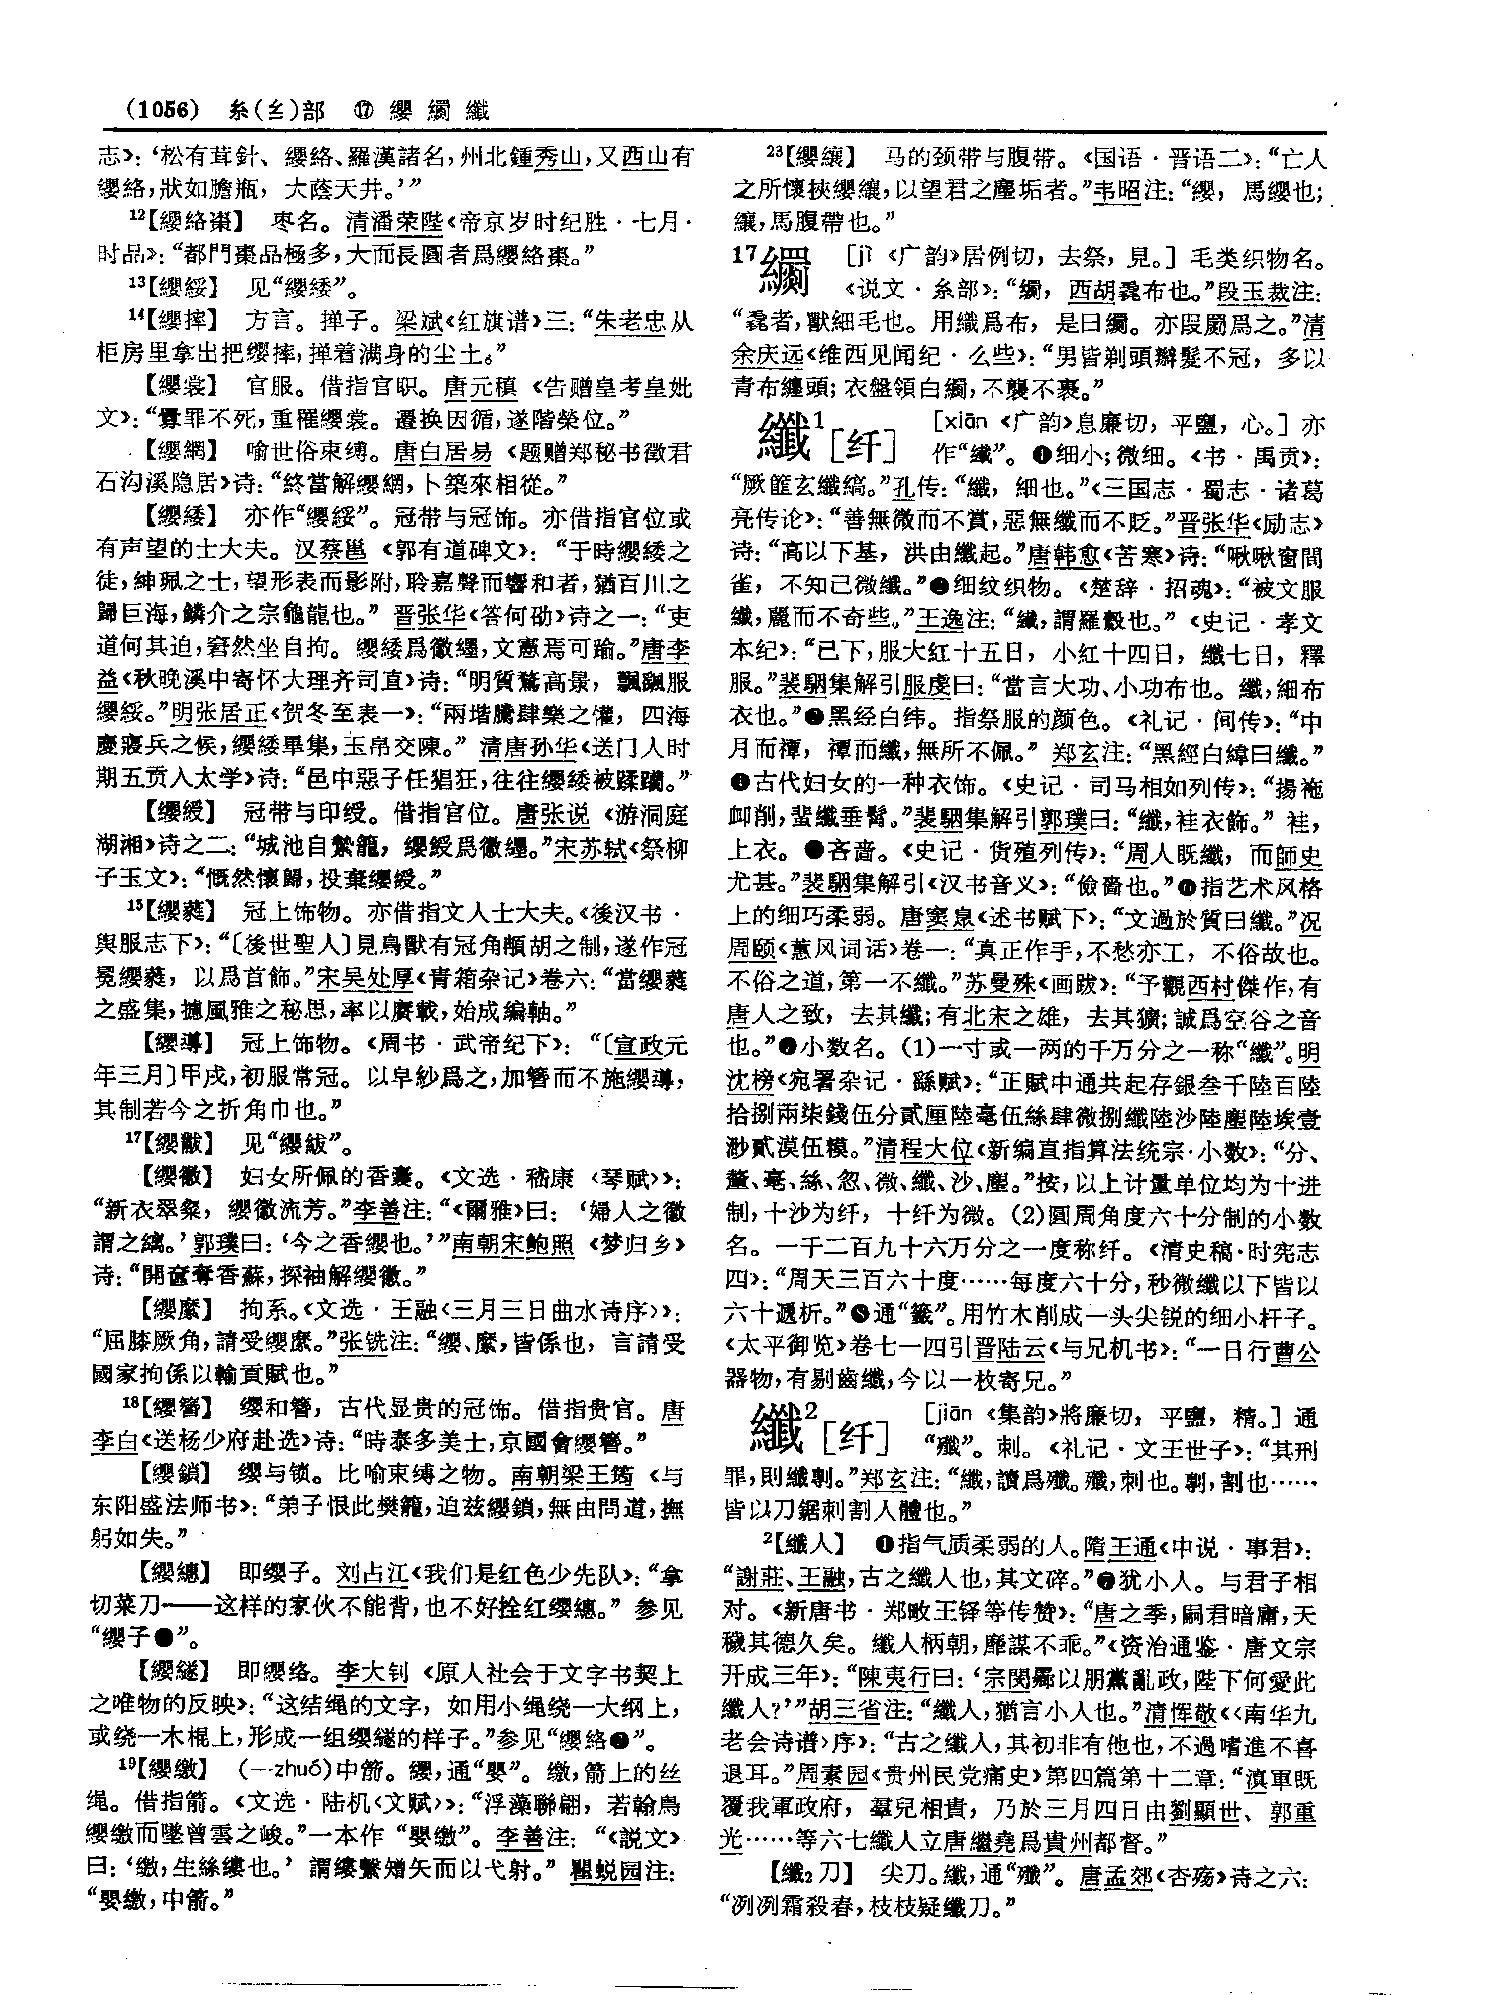 (1056) 糸(纟)部 ⑰ 纓 䌫 纖
志》:‘松有茸針、纓絡、羅漢諸名,州北鍾秀山,又西山有
纓絡,狀如膽瓶,大蔭天井。’”
12【纓絡棗】 枣名。清潘荣陛《帝京岁时纪胜·七月·
时品》:“都門棗品極多,大而長圓者爲纓絡棗。”
13【纓綏】 见“纓緌”。
14【纓摔】 方言。掸子。梁斌《红旗谱》三:“朱老忠从
柜房里拿出把缨摔,掸着满身的尘土。”
【纓裳】 官服。借指官职。唐元稹《告赠皇考皇妣
文》:“釁罪不死,重罹纓裳。遷换因循,遂階榮位。”
【纓網】 喻世俗束缚。唐白居易《题赠郑秘书徵君
石沟溪隐居》诗:“終當解纓網,卜築來相從。”
【纓緌】 亦作“纓綏”。冠带与冠饰。亦借指官位或
有声望的士大夫。汉蔡邕《郭有道碑文》:“于時纓緌之
徒,紳珮之士,望形表而影附,聆嘉聲而響和者,猶百川之
歸巨海,鱗介之宗龜龍也。”晋张华《答何劭》诗之一:“吏
道何其迫,窘然坐自拘。纓緌爲徽纆,文憲焉可踰。”唐李
益《秋晚溪中寄怀大理齐司直》诗:“明質騖高景,飄飖服
纓綏。”明张居正《贺冬至表一》:“兩堦騰肆樂之懽,四海
慶寢兵之候,纓緌畢集,玉帛交陳。”清唐孙华《送门人时
期五贡入太学》诗:“邑中惡子任猖狂,往往纓緌被蹂躪。”
【纓綬】 冠带与印绶。借指官位。唐张说《游洞庭
湖湘》诗之二:“城池自縶籠,纓綬爲徽纆。”宋苏轼《祭柳
子玉文》:“慨然懷歸,投棄纓綬。”
15【纓蕤】 冠上饰物。亦借指文人士大夫。《後汉书·
舆服志下》:“〔後世聖人〕見鳥獸有冠角䫇胡之制,遂作冠
冕纓蕤,以爲首飾。”宋吴处厚《青箱杂记》卷六:“當纓蕤
之盛集,摅風雅之秘思,率以賡載,始成編軸。”
【纓導】 冠上饰物。《周书·武帝纪下》:“〔宣政元
年三月〕甲戌,初服常冠。以皁紗爲之,加簪而不施纓導,
其制若今之折角巾也。”
17【纓黻】 见“纓紱”。
【纓徽】 妇女所佩的香囊。《文选·嵇康〈琴赋〉》:
“新衣翠粲,纓徽流芳。”李善注:“《爾雅》曰:‘婦人之徽
謂之縭。’郭璞曰:‘今之香纓也。’”南朝宋鲍照《梦归乡》
诗:“開奩奪香蘇,探袖解纓徽。”
【纓縻】 拘系。《文选·王融〈三月三日曲水诗序〉》:
“屈膝厥角,請受纓縻。”张铣注:“纓、縻,皆係也,言請受
國家拘係以輸貢賦也。”
18【纓簪】 纓和簪,古代显贵的冠饰。借指贵官。唐
李白《送杨少府赴选》诗:“時泰多美士,京國會纓簪。”
【纓鎖】 缨与锁。比喻束缚之物。南朝梁王筠《与
东阳盛法师书》:“弟子恨此樊籠,迫兹纓鎖,無由問道,撫
躬如失。”
【纓繐】 即缨子。刘占江《我们是红色少先队》:“拿
切菜刀——这样的家伙不能背,也不好拴红缨繐。”参见
“缨子●”。
【纓繸】 即纓络。李大钊《原人社会于文字书契上
之唯物的反映》:“这结绳的文字,如用小绳绕一大纲上,
或绕一木棍上,形成一组纓繸的样子。”参见“纓絡❷”。
19【纓繳】 (—zhuó)中箭。纓,通“嬰”。缴,箭上的丝
绳。借指箭。《文选·陆机〈文赋〉》:“浮藻聯翩,若翰鳥
纓繳而墜曾雲之峻。”一本作“嬰繳”。李善注:“《説文》
曰:‘繳,生絲縷也。’謂縷繫矰矢而以弋射。”瞿蜕园注:
“嬰繳,中箭。”
23【纓纕】 马的颈带与腹带。《国语·晋语二》:“亡人
之所懷挾纓纕,以望君之塵垢者。”韦昭注:“纓,馬纓也;
纕,馬腹帶也。”
17 [jì 《广韵》居例切,去祭,見。]毛类织物名。
《说文·糸部》:“,西胡毳布也。”段玉裁注:
“毳者,獸細毛也。用織爲布,是曰。亦叚罽爲之。”清
余庆远《维西见闻纪·么些》:“男皆剃頭辮髮不冠,多以
青布纏頭;衣盤領白,不襲不裹。”
纖1[纤] [xiān 《广韵》息廉切,平鹽,心。]亦
作“纎”。❶细小;微细。《书·禹贡》:
“厥篚玄纖縞。”孔传:“纖,細也。”《三国志·蜀志·诸葛
亮传论》:“善無微而不賞,惡無纖而不貶。”晋张华《励志》
诗:“高以下基,洪由纖起。”唐韩愈《苦寒》诗:“啾啾窗間
雀,不知己微纖。”❷细纹织物。《楚辞·招魂》:“被文服
纖,麗而不奇些。”王逸注:“纖,謂羅縠也。”《史记·孝文
本纪》:“已下,服大紅十五日,小紅十四日,纖七日,釋
服。”裴駰集解引服虔曰:“當言大功、小功布也。纖,細布
衣也。”❸黑经白纬。指祭服的颜色。《礼记·间传》:“中
月而禫,禫而纖,無所不佩。”郑玄注:“黑經白緯曰纖。”
❹古代妇女的一种衣饰。《史记·司马相如列传》:“揚袘
卹削,蜚纖垂髾。”裴駰集解引郭璞曰:“纖,袿衣飾。”袿,
上衣。❺吝啬。《史记·货殖列传》:“周人既纖,而師史
尤甚。”裴駰集解引《汉书音义》:“儉嗇也。”❻指艺术风格
上的细巧柔弱。唐窦臮《述书赋下》:“文過於質曰纖。”况
周颐《蕙风词话》卷一:“真正作手,不愁亦工,不俗故也。
不俗之道,第一不纖。”苏曼殊《画跋》:“予觀西村傑作,有
唐人之致,去其纖;有北宋之雄,去其獷;誠爲空谷之音
也。”❼小数名。(1)一寸或一两的千万分之一称“纖”。明
沈榜《宛署杂记·繇赋》:“正賦中通共起存銀叁千陸百陸
拾捌兩柒錢伍分貳厘陸毫伍絲肆微捌纖陸沙陸塵陸埃壹
渺貳漠伍糢。”清程大位《新编直指算法统宗·小数》:“分、
釐、毫、絲、忽、微、纖、沙、塵。”按,以上计量单位均为十进
制,十沙为纤,十纤为微。(2)圆周角度六十分制的小数
名。一千二百九十六万分之一度称纤。《清史稿·时宪志
四》:“周天三百六十度……每度六十分,秒微纖以下皆以
六十遞析。”❽通“籤”。用竹木削成一头尖锐的细小杆子。
《太平御览》卷七一四引晋陆云《与兄机书》:“一日行曹公
器物,有剔齒纖,今以一枚寄兄。”
纖2[纤] [jiān 《集韵》將廉切,平鹽,精。]通
“殲”。刺。《礼记·文王世子》:“其刑
罪,則纖剸。”郑玄注:“纖,讀爲殲。殲,刺也。剸,割也……
皆以刀鋸刺割人體也。”
2【纖人】 ❶指气质柔弱的人。隋王通《中说·事君》:
“謝莊、王融,古之纖人也,其文碎。”❷犹小人。与君子相
对。《新唐书·郑畋王铎等传赞》:“唐之季,嗣君暗庸,天
穢其德久矣。纖人柄朝,靡謀不乖。”《资治通鉴·唐文宗
开成三年》:“陳夷行曰:‘宗閔曏以朋黨亂政,陛下何愛此
纖人?’”胡三省注:“纖人,猶言小人也。”清恽敬《〈南华九
老会诗谱〉序》:“古之纖人,其初非有他也,不過嗜進不喜
退耳。”周素园《贵州民党痛史》第四篇第十二章:“滇軍既
覆我軍政府,羣兒相貴,乃於三月四日由劉顯世、郭重
光……等六七纖人立唐繼堯爲貴州都督。”
【纖2刀】 尖刀。纖,通“殲”。唐孟郊《杏殇》诗之六:
“冽冽霜殺春,枝枝疑纖刀。”